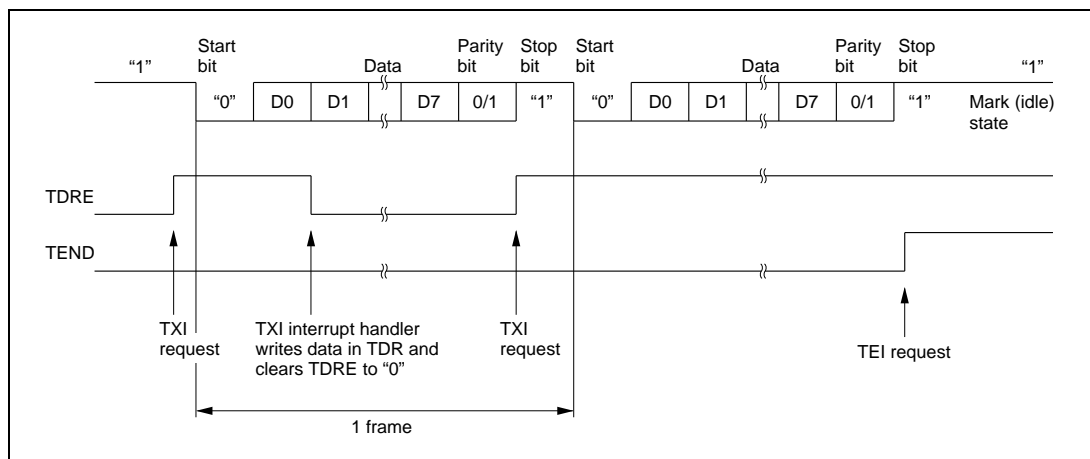 Start bit
Data
Parity bit
Stop bit
Start bit
Data
Parity bit
Stop bit
“1”
“1”
“0”
D0
D1
D7
0/1
“1”
“0”
D0
D1
D7
0/1
“1”
Mark (idle) state
TDRE
TEND
TXI request
TXI interrupt handler
writes data in TDR and
clears TDRE to “0”
TXI request
TEI request
1 frame